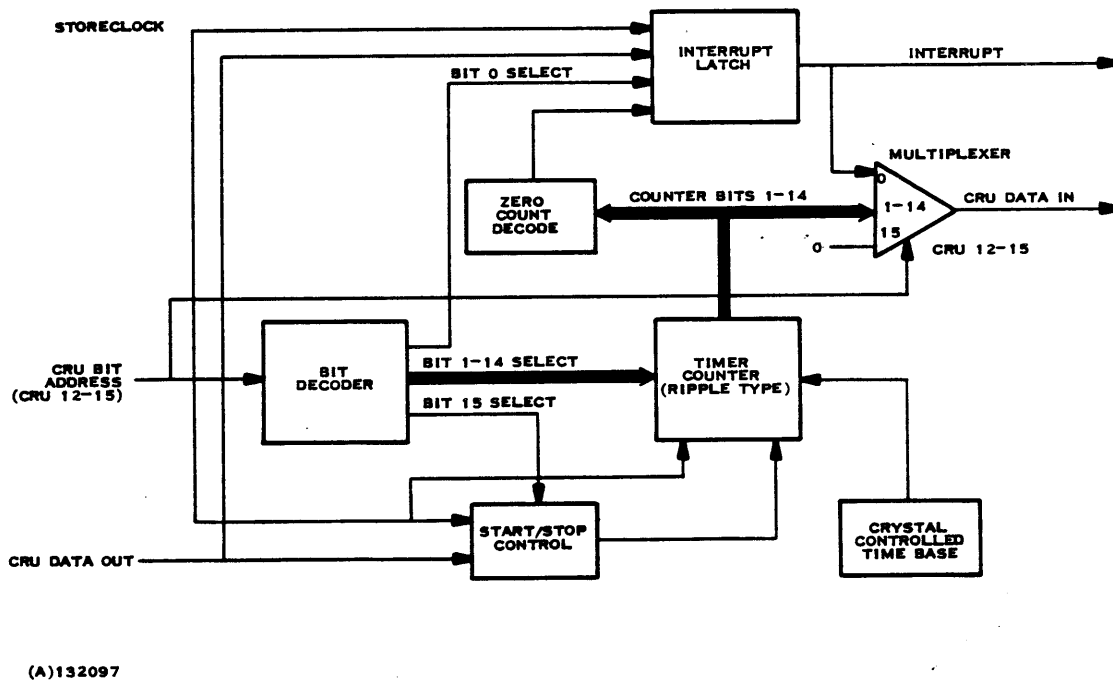 STORECLOCK
INTERRUPT
LATCH
INTERRUPT
BIT 0 SELECT
MULTIPLEXER
0
ZERO
COUNT
DECODE
COUNTER BITS 1-14
1-14
CRU DATA IN
15
0
CRU 12-15
CRU BIT
ADDRESS
(CRU 12-15)
BIT
DECODER
BIT 1-14 SELECT
TIMER
COUNTER
(RIPPLE TYPE)
BIT 15 SELECT
START/STOP
CONTROL
CRYSTAL
CONTROLLED
TIME BASE
CRU DATA OUT
(A)132097